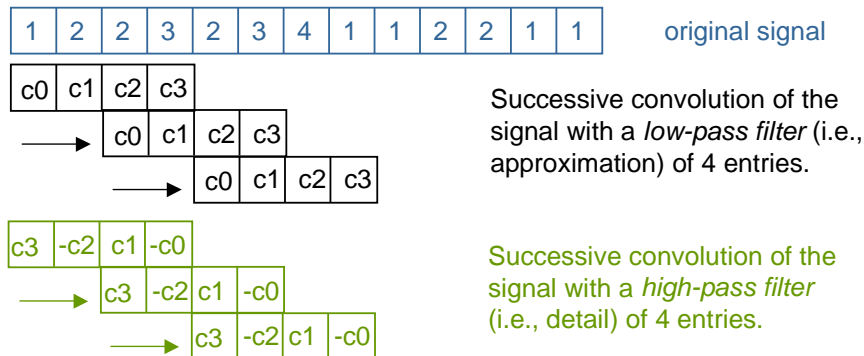 1 2 2 3 2 3 4 1 1 2 2 1 1 original signal
c0 c1 c2 c3
c0 c1 c2 c3
c0 c1 c2 c3
Successive convolution of the
signal with a low-pass filter (i.e.,
approximation) of 4 entries.
c3 -c2 c1 -c0
c3 -c2 c1 -c0
c3 -c2 c1 -c0
Successive convolution of the
signal with a high-pass filter
(i.e., detail) of 4 entries.